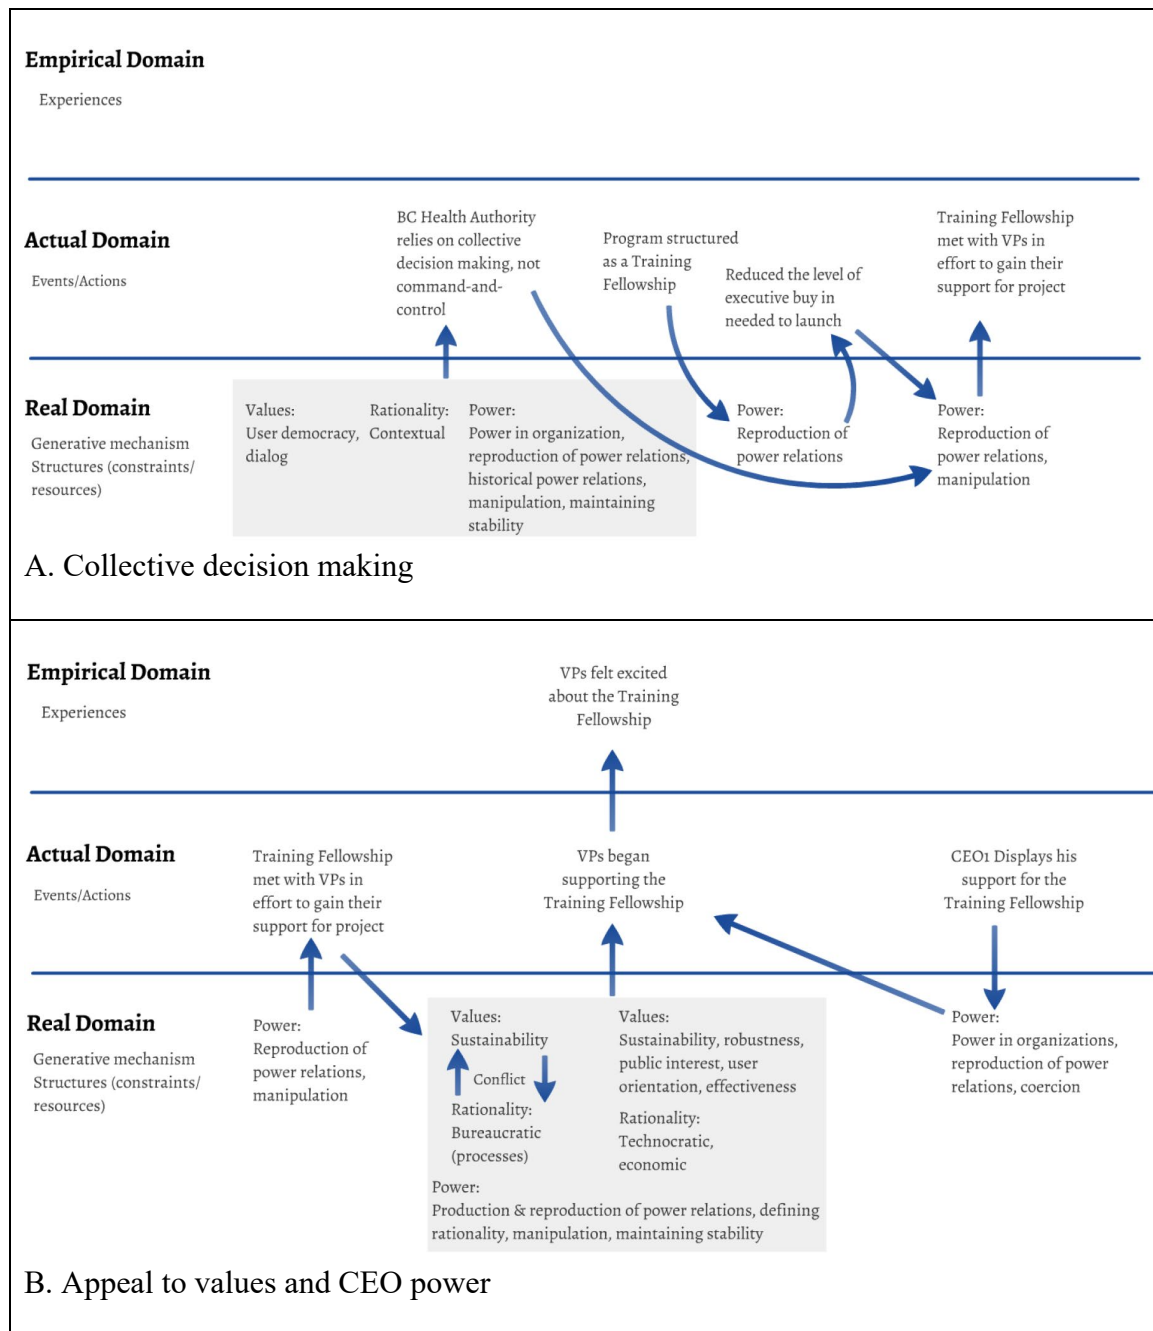 Empirical Domain
Experiences
Actual Domain
Events/Actions
BC Health Authority
relies on collective
decision making, not
command-and-
control
Program structured
as a Training
Fellowship
Reduced the level of
executive buy in
needed to launch
Training Fellowship
met with VPs in
effort to gain their
support for project
Real Domain
Generative mechanism
Structures (constraints/
resources)
Values:
User democracy,
dialog
Rationality:
Contextual
Power:
Power in organization,
reproduction of power relations,
historical power relations,
manipulation, maintaining
stability
Power:
Reproduction of
power relations
Power:
Reproduction of
power relations,
manipulation
A. Collective decision making
Empirical Domain
Experiences
VPs felt excited
about the Training
Fellowship
Actual Domain
Events/Actions
Training Fellowship
met with VPs in
effort to gain their
support for project
VPs began
supporting the
Training Fellowship
CEO1 Displays his
support for the
Training Fellowship
Real Domain
Generative mechanism
Structures (constraints/
resources)
Power:
Reproduction of
power relations,
manipulation
Values:
Sustainability
Conflict
Rationality:
Bureaucratic
(processes)
Values:
Sustainability, robustness,
public interest, user
orientation, effectiveness
Rationality:
Technocratic,
economic
Power:
Production & reproduction of power relations, defining
rationality, manipulation, maintaining stability
Power:
Power in organizations,
reproduction of power
relations, coercion
B. Appeal to values and CEO power